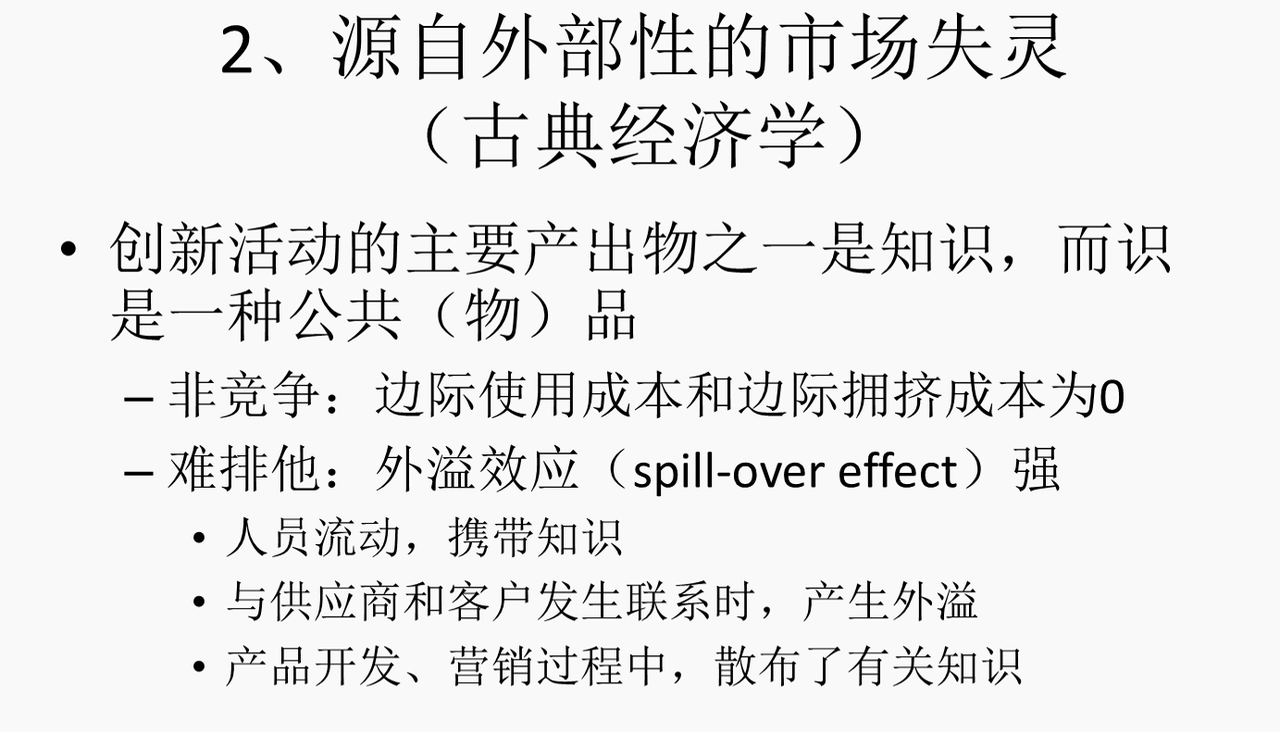 2、源自外部性的市场失灵
（古典经济学）
• 创新活动的主要产出物之一是知识，而识
是一种公共（物）品
– 非竞争：边际使用成本和边际拥挤成本为0
– 难排他：外溢效应（spill-over effect）强
• 人员流动，携带知识
• 与供应商和客户发生联系时，产生外溢
• 产品开发、营销过程中，散布了有关知识